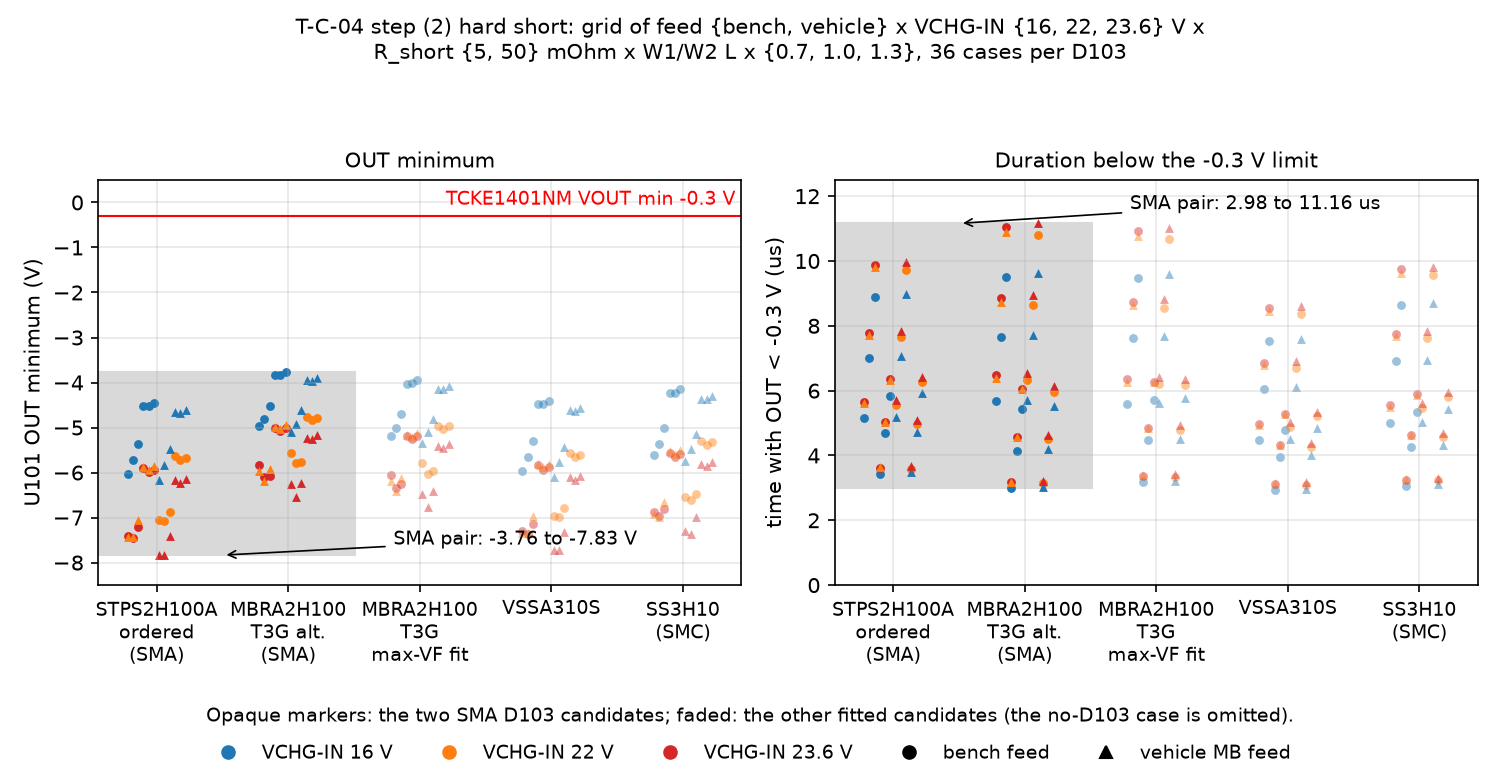 T-C-04 step (2) hard short: grid of feed {bench, vehicle} x VCHG-IN {16, 22, 23.6} V x
R_short {5, 50} mOhm x W1/W2 L x {0.7, 1.0, 1.3}, 36 cases per D103
OUT minimum
U101 OUT minimum (V)
0
−1
−2
−3
−4
−5
−6
−7
−8
TCKE1401NM VOUT min -0.3 V
SMA pair: -3.76 to -7.83 V
STPS2H100A
ordered
(SMA)
MBRA2H100
T3G alt.
(SMA)
MBRA2H100
T3G
max-VF fit
VSSA310S
SS3H10
(SMC)
Duration below the -0.3 V limit
time with OUT < -0.3 V (us)
12
10
8
6
4
2
0
SMA pair: 2.98 to 11.16 us
STPS2H100A
ordered
(SMA)
MBRA2H100
T3G alt.
(SMA)
MBRA2H100
T3G
max-VF fit
VSSA310S
SS3H10
(SMC)
Opaque markers: the two SMA D103 candidates; faded: the other fitted candidates (the no-D103 case is omitted).
VCHG-IN 16 V
VCHG-IN 22 V
VCHG-IN 23.6 V
bench feed
vehicle MB feed